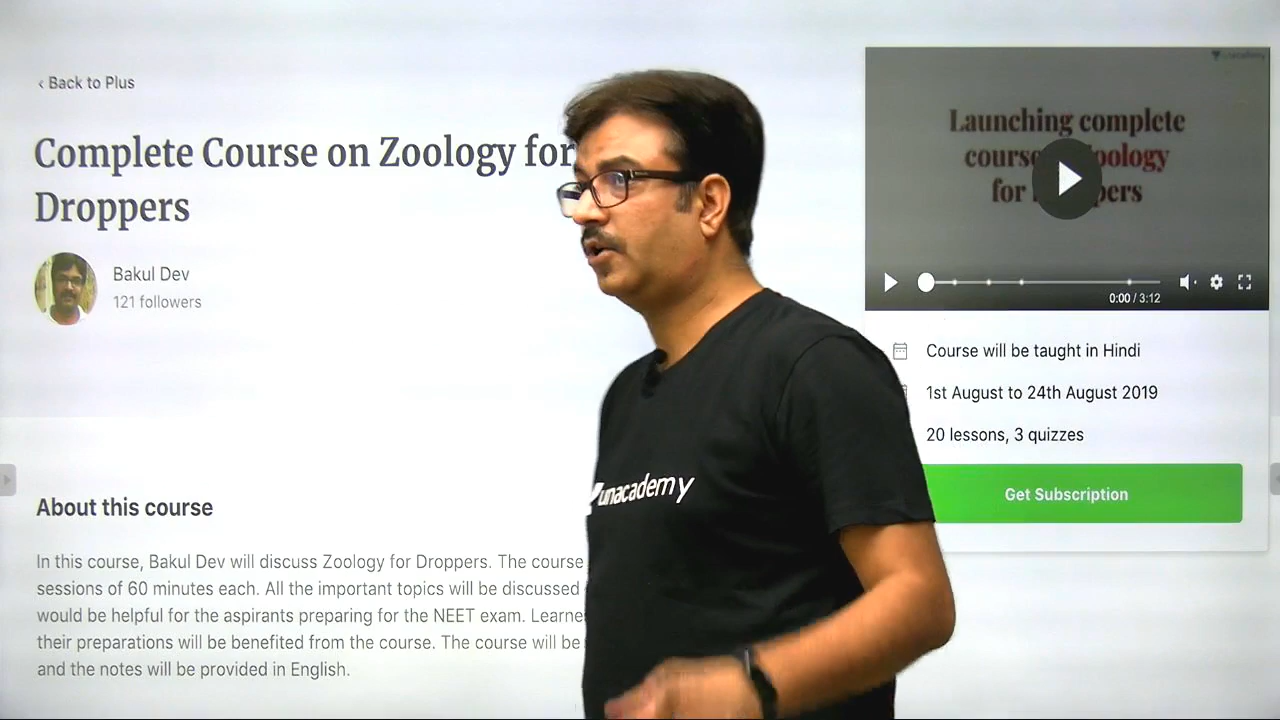 ‹ Back to Plus
Complete Course on Zoology for
Droppers
Bakul Dev
121 followers
About this course
In this course, Bakul Dev will discuss Zoology for Droppers. The course
sessions of 60 minutes each. All the important topics will be discussed
would be helpful for the aspirants preparing for the NEET exam.
their preparations will be benefited from the course. The course will be
and the notes will be provided in English.
unacademy
unacademy
Launching complete
for
0:00 / 3:12
Course will be taught in Hindi
1st August to 24th August 2019
20 lessons, 3 quizzes
Get Subscription